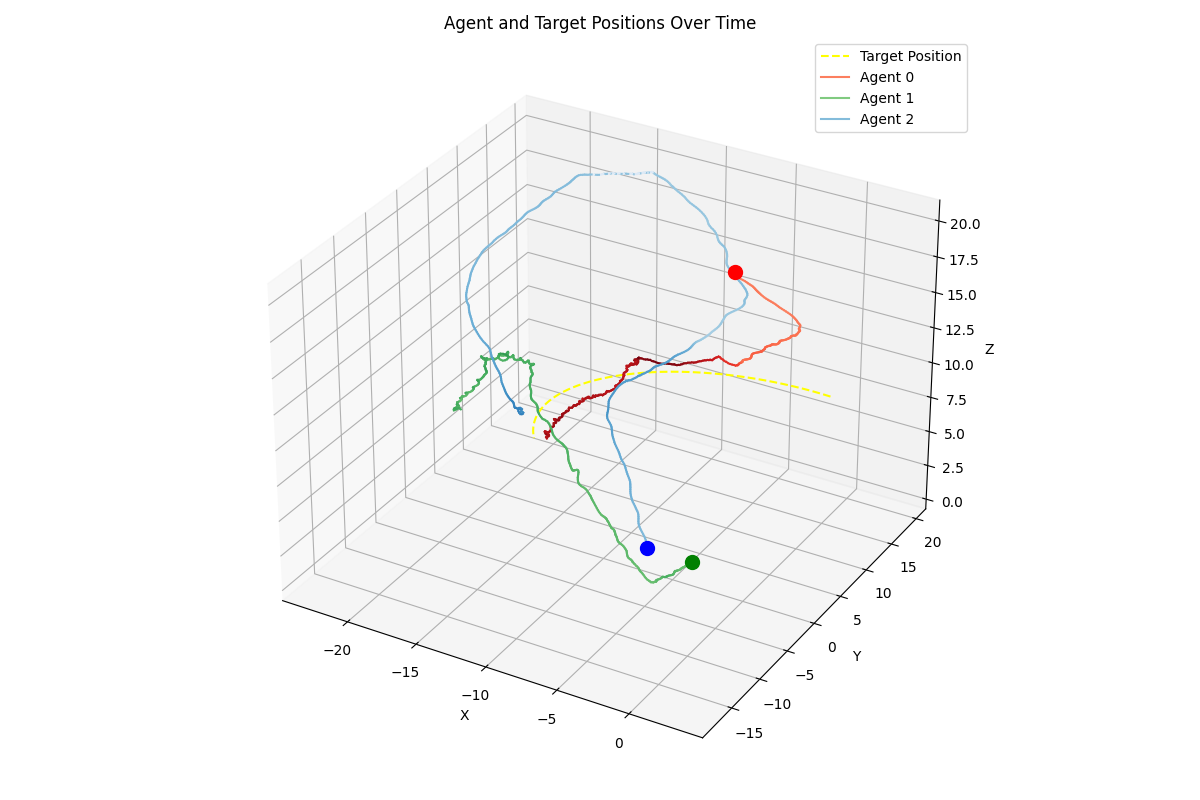 Agent and Target Positions Over Time
Target Position
Agent 0
Agent 1
Agent 2
20.0
17.5
15.0
12.5
Z
10.0
7.5
5.0
2.5
0.0
20
15
10
5
0
Y
−5
−10
−15
−20
−15
−10
X
−5
0